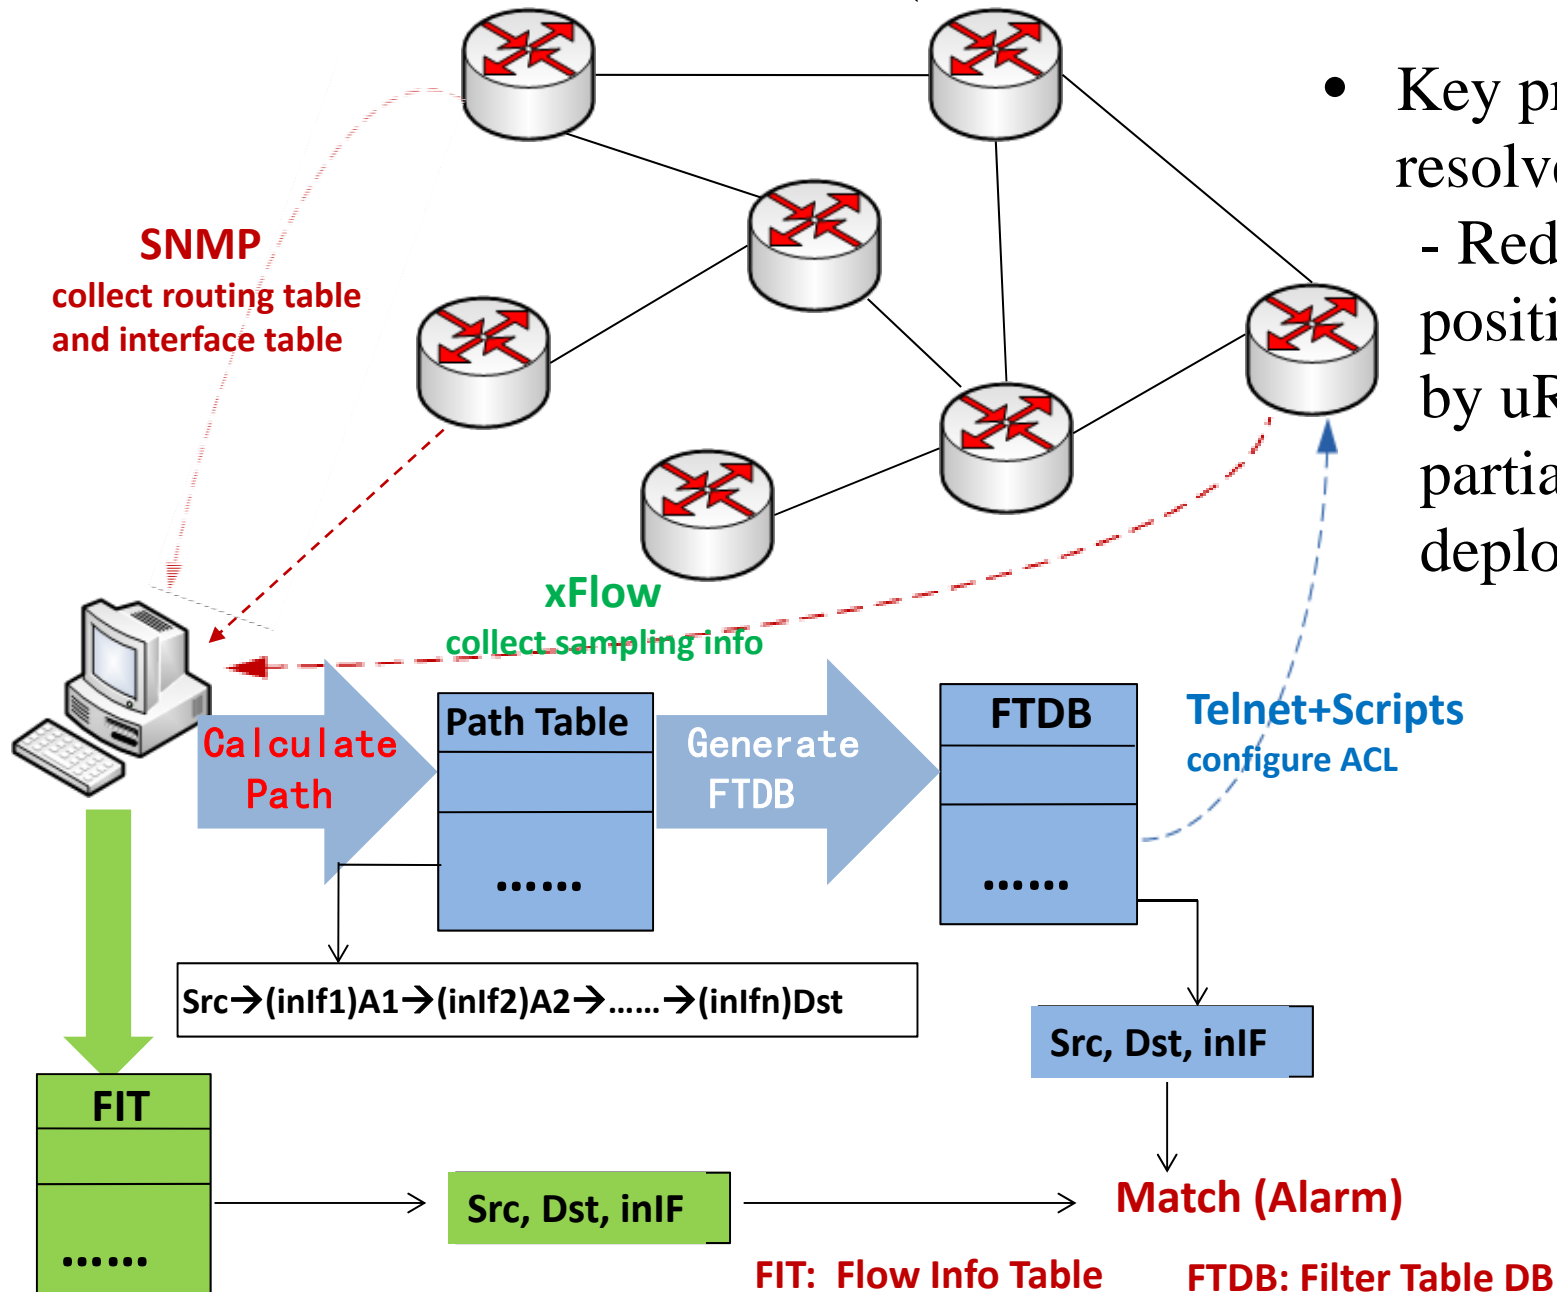 • Key
resolve
- Red
positi
by
partia
deplo
SNMP
collect routing table
and interface table
xFlow
collect sampling info
Calculate
Path
Path Table
……
Generate
FTDB
FTDB
……
Telnet+Scripts
configure ACL
Src→(inIf1)A1→(inIf2)A2→……→(inIfn)Dst
Src, Dst, inIF
FIT
……
Src, Dst, inIF
Match (Alarm)
FIT: Flow Info Table
FTDB: Filter Table DB